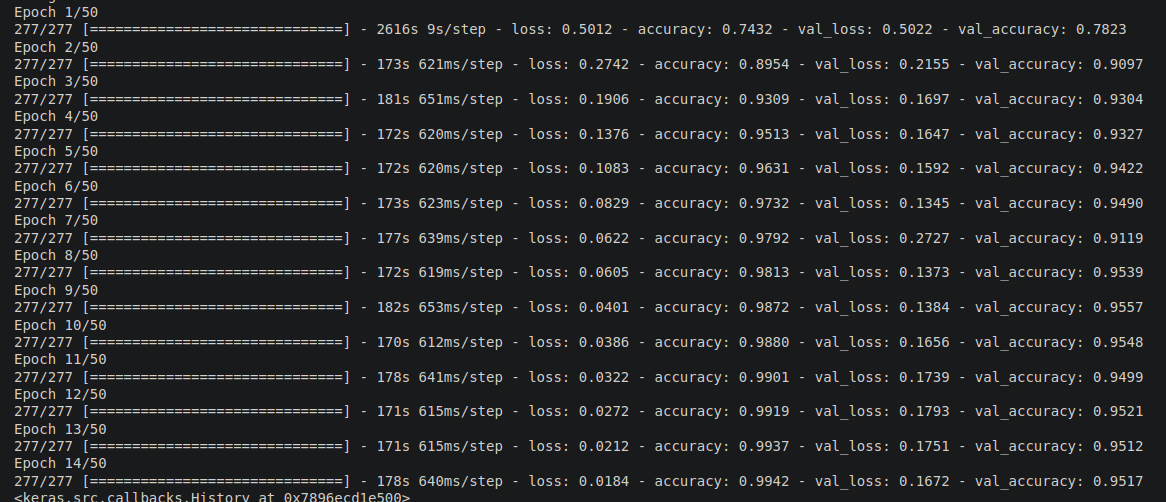 Epoch 1/50
277/277 [==============================] - 2616s 9s/step - loss: 0.5012 - accuracy: 0.7432 - val_loss: 0.5022 - val_accuracy: 0.7823
Epoch 2/50
277/277 [==============================] - 173s 621ms/step - loss: 0.2742 - accuracy: 0.8954 - val_loss: 0.2155 - val_accuracy: 0.9097
Epoch 3/50
277/277 [==============================] - 181s 651ms/step - loss: 0.1906 - accuracy: 0.9309 - val_loss: 0.1697 - val_accuracy: 0.9304
Epoch 4/50
277/277 [==============================] - 172s 620ms/step - loss: 0.1376 - accuracy: 0.9513 - val_loss: 0.1647 - val_accuracy: 0.9327
Epoch 5/50
277/277 [==============================] - 172s 620ms/step - loss: 0.1083 - accuracy: 0.9631 - val_loss: 0.1592 - val_accuracy: 0.9422
Epoch 6/50
277/277 [==============================] - 173s 623ms/step - loss: 0.0829 - accuracy: 0.9732 - val_loss: 0.1345 - val_accuracy: 0.9490
Epoch 7/50
277/277 [==============================] - 177s 639ms/step - loss: 0.0622 - accuracy: 0.9792 - val_loss: 0.2727 - val_accuracy: 0.9119
Epoch 8/50
277/277 [==============================] - 172s 619ms/step - loss: 0.0605 - accuracy: 0.9813 - val_loss: 0.1373 - val_accuracy: 0.9539
Epoch 9/50
277/277 [==============================] - 182s 653ms/step - loss: 0.0401 - accuracy: 0.9872 - val_loss: 0.1384 - val_accuracy: 0.9557
Epoch 10/50
277/277 [==============================] - 170s 612ms/step - loss: 0.0386 - accuracy: 0.9880 - val_loss: 0.1656 - val_accuracy: 0.9548
Epoch 11/50
277/277 [==============================] - 178s 641ms/step - loss: 0.0322 - accuracy: 0.9901 - val_loss: 0.1739 - val_accuracy: 0.9499
Epoch 12/50
277/277 [==============================] - 171s 615ms/step - loss: 0.0272 - accuracy: 0.9919 - val_loss: 0.1793 - val_accuracy: 0.9521
Epoch 13/50
277/277 [==============================] - 171s 615ms/step - loss: 0.0212 - accuracy: 0.9937 - val_loss: 0.1751 - val_accuracy: 0.9512
Epoch 14/50
277/277 [==============================] - 178s 640ms/step - loss: 0.0184 - accuracy: 0.9942 - val_loss: 0.1672 - val_accuracy: 0.9517
<keras.src.callbacks.History at 0x7896ecd1e500>